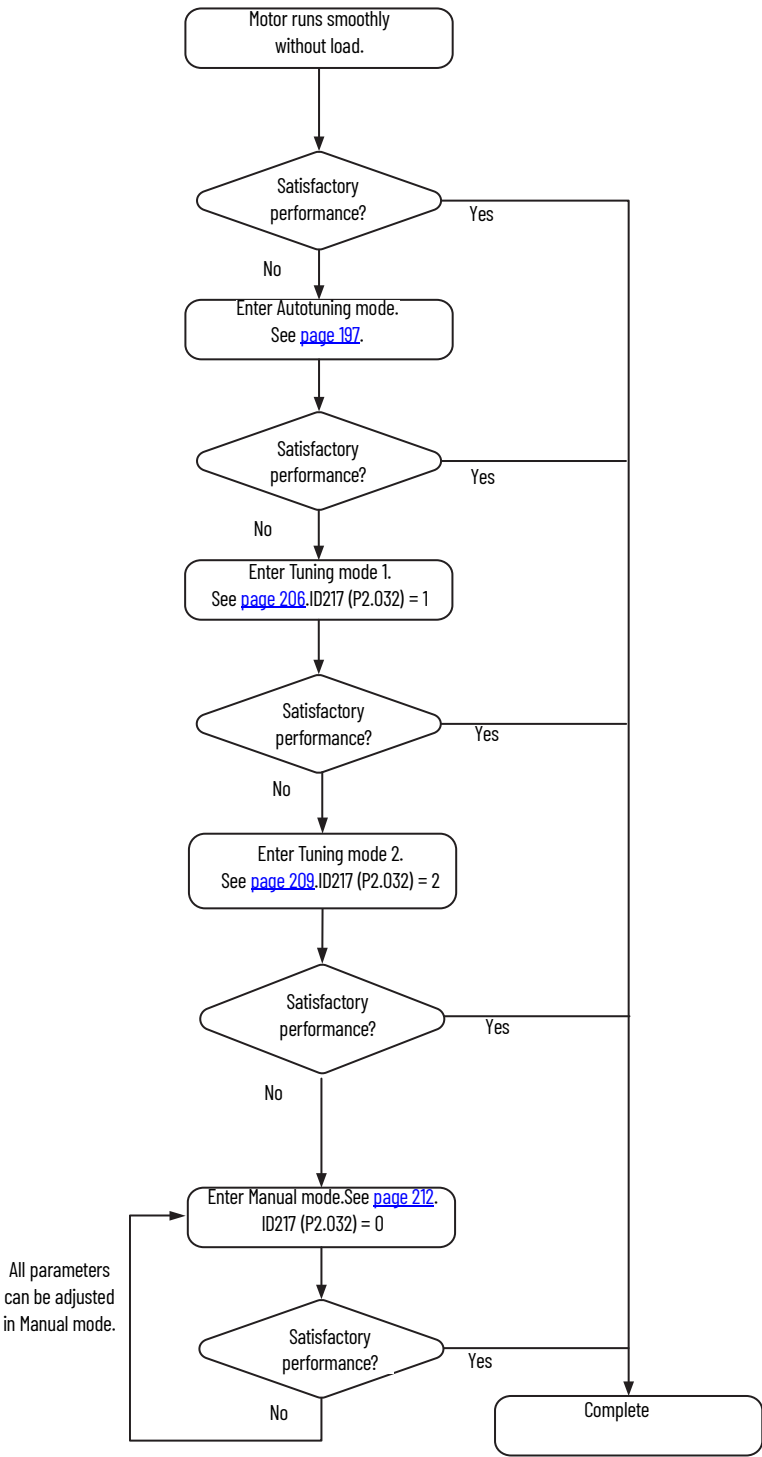 Motor runs smoothly
without load.
Satisfactory
performance?
Yes
No
Enter Autotuning mode.
See page 197.
Satisfactory
performance?
Yes
No
Enter Tuning mode 1.
See page 206.ID217 (P2.032) = 1
Satisfactory
performance?
Yes
No
Enter Tuning mode 2.
See page 209.ID217 (P2.032) = 2
Satisfactory
performance?
Yes
No
Enter Manual mode.See page 212.
ID217 (P2.032) = 0
All parameters
can be adjusted
in Manual mode.
Satisfactory
performance?
Yes
No
Complete